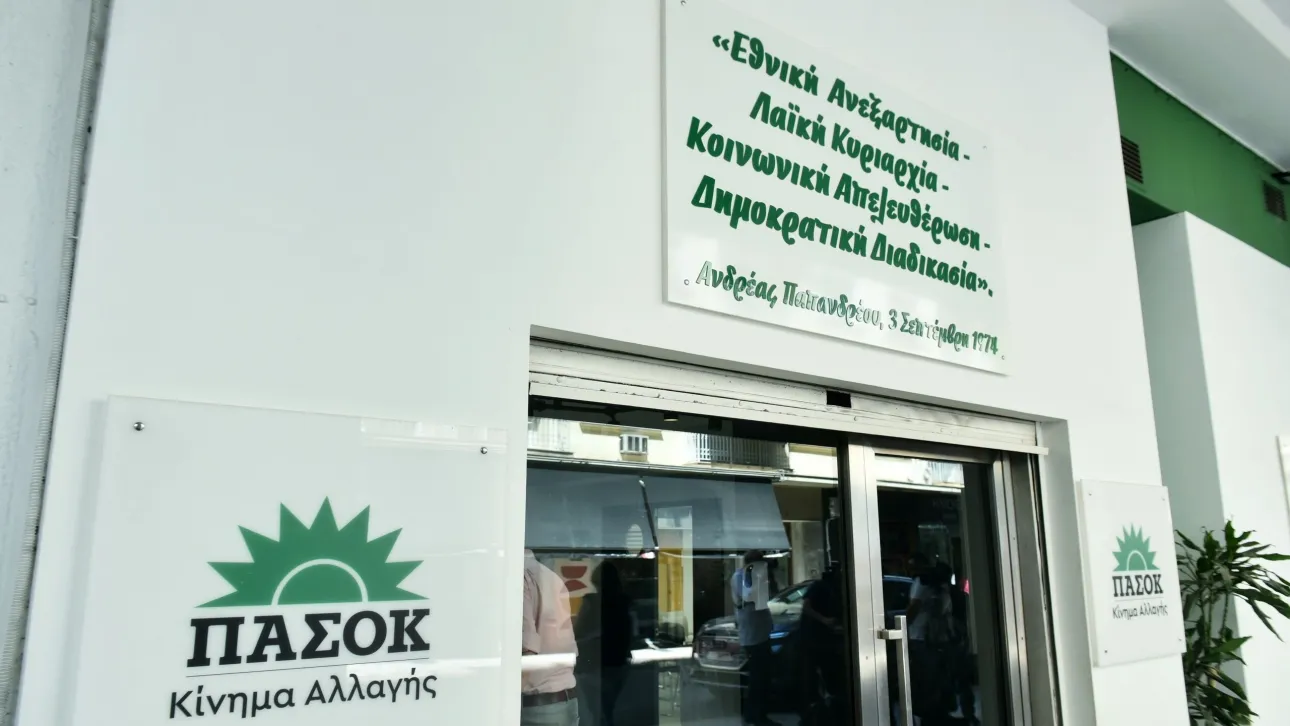 «Εθνική Ανεξαρτησία -
Λαϊκή Κυριαρχία -
Κοινωνική Απελευθέρωση -
Δημοκρατική Διαδικασία».
Ανδρέας Παπανδρέου, 3 Σεπτέμβρη 1974
ΠΑΣΟΚ
Κίνημα Αλλαγής
ΠΑΣΟΚ
Κίνημα Αλλαγής